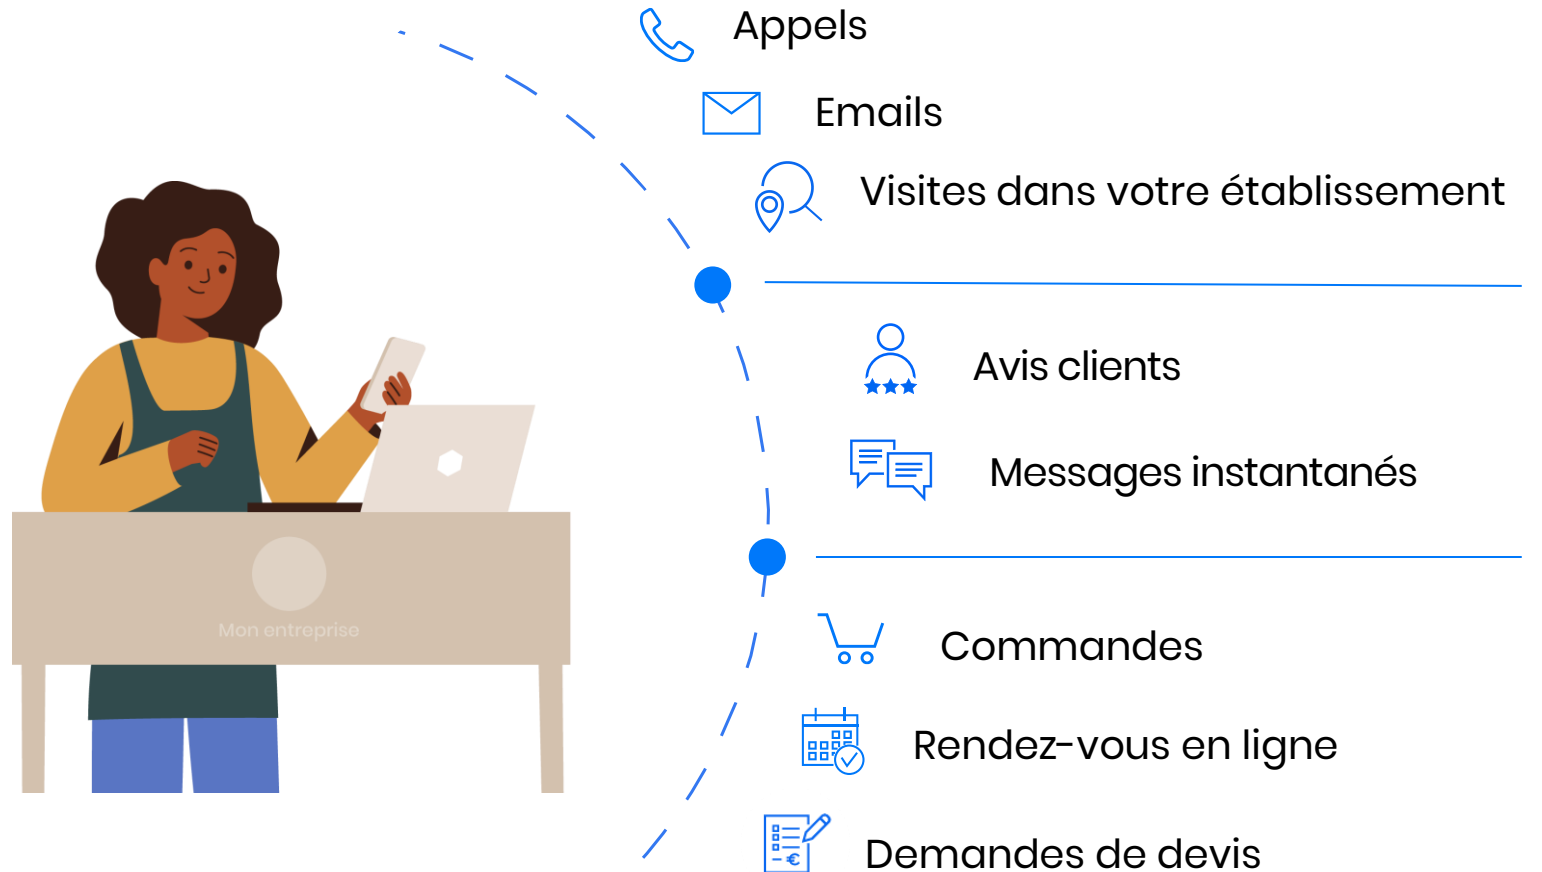 Appels
Emails
Visites dans votre établissement
Avis clients
Messages instantanés
Mon entreprise
Commandes
Rendez-vous en ligne
Demandes de devis